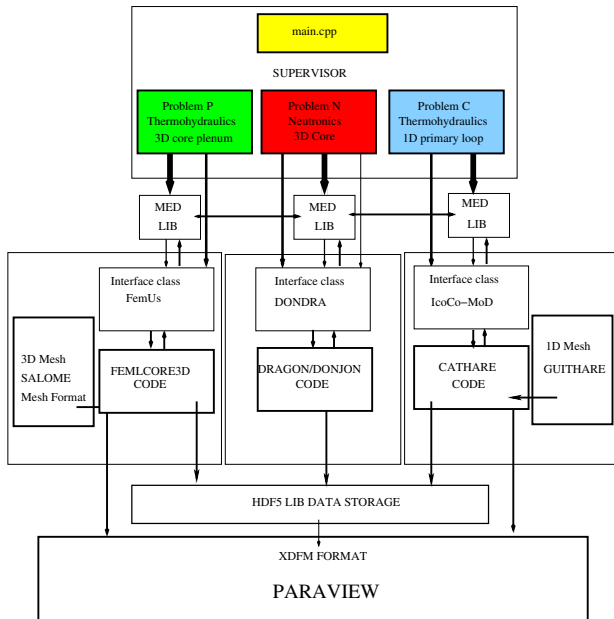 main.cpp
SUPERVISOR
Problem P
Thermohydraulics
3D core plenum
Problem N
Neutronics
3D Core
Problem C
Thermohydraulics
1D primary loop
MED
LIB
MED
LIB
MED
LIB
Interface class
FemUs
Interface class
DONDRA
Interface class
IcoCo-MoD
3D Mesh
SALOME
Mesh Format
FEMLCORE3D
CODE
DRAGON/DONJON
CODE
CATHARE
CODE
1D Mesh
GUITHARE
HDF5 LIB DATA STORAGE
XDFM FORMAT
PARAVIEW